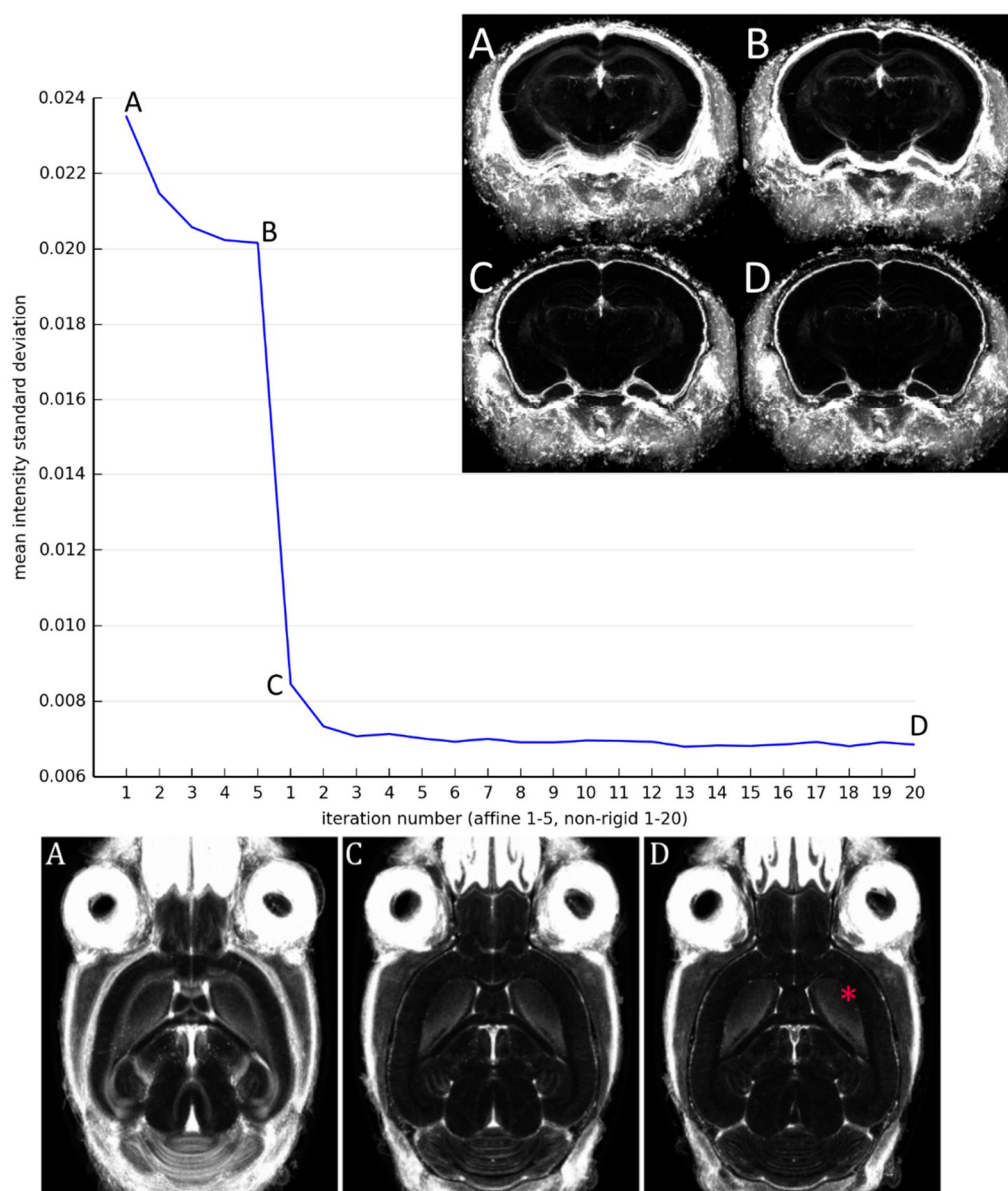 A B
0.024 A
0.022
0.020 B
C D
0.018
0.016
0.014
0.012
0.010
0.008 C D
0.006
mean intensity standard deviation
1 2 3 4 5 1 2 3 4 5 6 7 8 9 10 11 12 13 14 15 16 17 18 19 20
iteration number (affine 1-5, non-rigid 1-20)
A C D
*